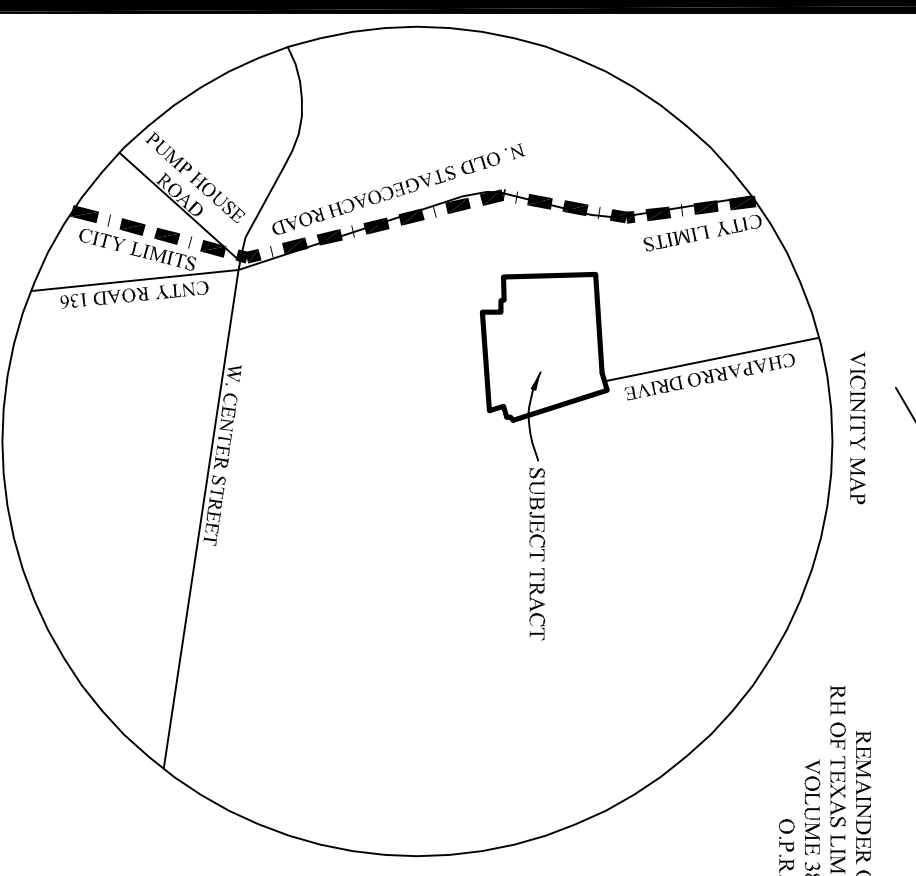 VICINITY MAP
PUMP HOUSE
ROAD
N. OLD STAGECOACH ROAD
CITY LIMITS
CITY LIMITS
CNTY ROAD 136
CHAPARRO DRIVE
W. CENTER STREET
SUBJECT TRACT
REMAINDER
RH OF TEXAS LIM
VOLUME 38
O.P.R.